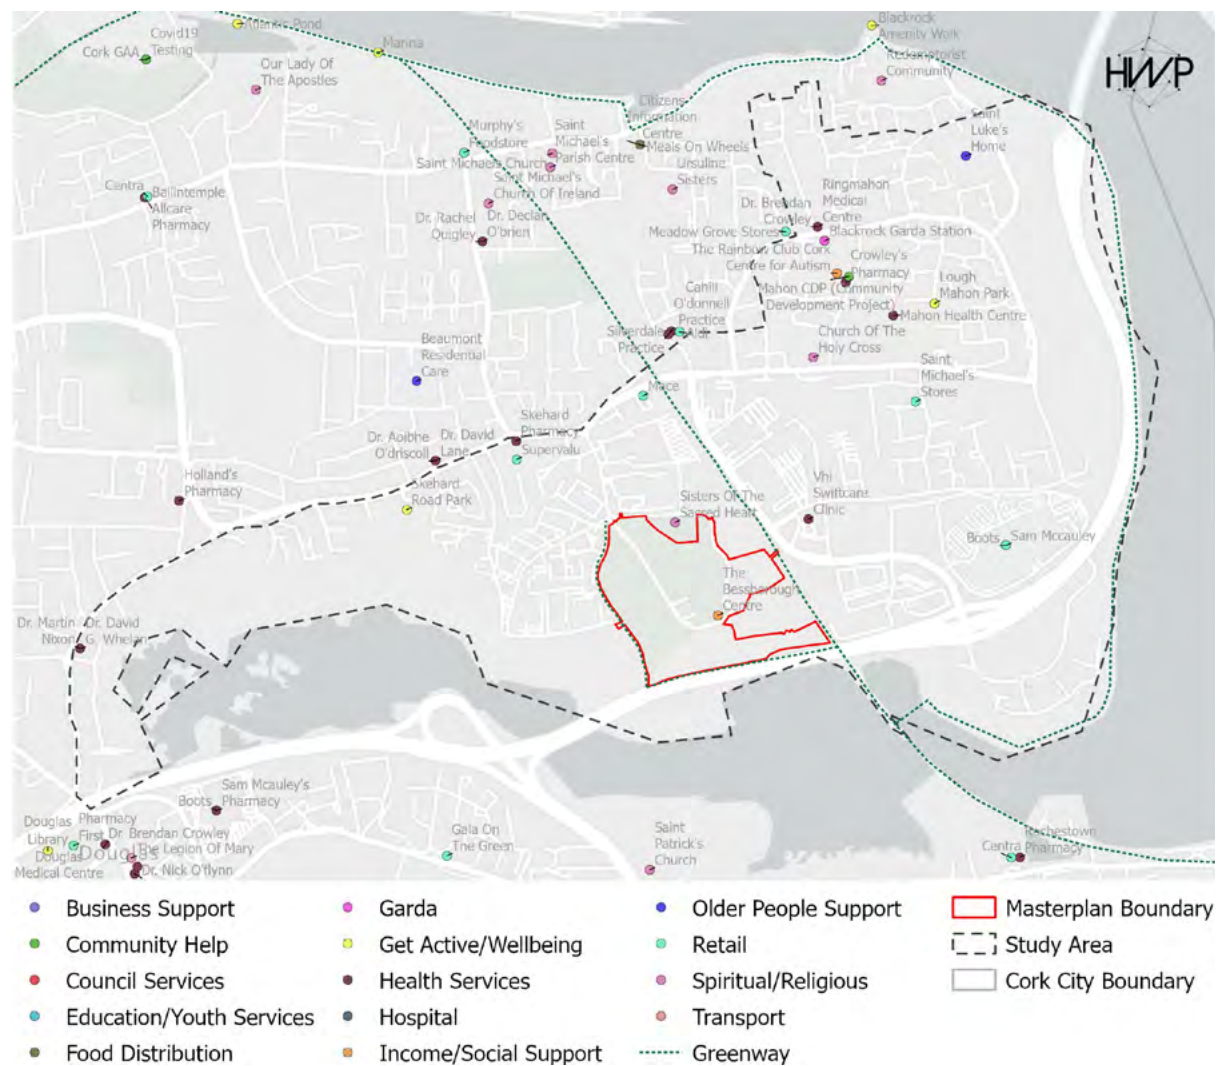 Atlantic Pond
Blackrock
Amenity Walk
Covid19
Testing
Cork GAA
Marina
Our Lady Of
The Apostles
Redemptorist
Community
HWP
Citizens
Information
Centre
Meals On Wheels
Saint
Luke's
Home
Murphy's
Foodstore
Saint
Michael's
Parish Centre
Saint Michaels Church
Saint Michael's
Church Of Ireland
Ursuline
Sisters
Centra
Ballintemple
Allcare
Pharmacy
Dr. Rachel
Quigley
Dr. Declan
O'brien
Ringmahon
Medical
Centre
Dr. Brendan
Crowley
Meadow Grove Stores
Blackrock Garda Station
The Rainbow Club Cork
Centre for Autism
Crowley's
Pharmacy
Mahon CDP (Community
Development Project)
Lough
Mahon Park
Mahon Health Centre
Cahill
O'donnell
Practice
Silverdale
Practice
Aldi
Church Of The
Holy Cross
Beaumont
Residential
Care
Saint
Michael's
Stores
Mace
Skehard
Pharmacy
Supervalu
Dr. Aoibhe
O'driscoll
Dr. David
Lane
Holland's
Pharmacy
Skehard
Road Park
Sisters Of The
Sacred Heart
Vhi
Swiftcare
Clinic
Boots
Sam Mccauley
The
Bessborough
Centre
Dr. Martin
Nixon
Dr. David
G. Whelan
Sam Mcauley's
Pharmacy
Boots
Douglas
Library
Pharmacy
First
Dr. Brendan Crowley
The Legion Of Mary
Douglas
Douglas
Medical Centre
Dr. Nick O'flynn
Gala On
The Green
Saint
Patrick's
Church
Centra
Rochestown
Pharmacy
Business Support
Community Help
Council Services
Education/Youth Services
Food Distribution
Garda
Get Active/Wellbeing
Health Services
Hospital
Income/Social Support
Older People Support
Retail
Spiritual/Religious
Transport
Greenway
Masterplan Boundary
Study Area
Cork City Boundary